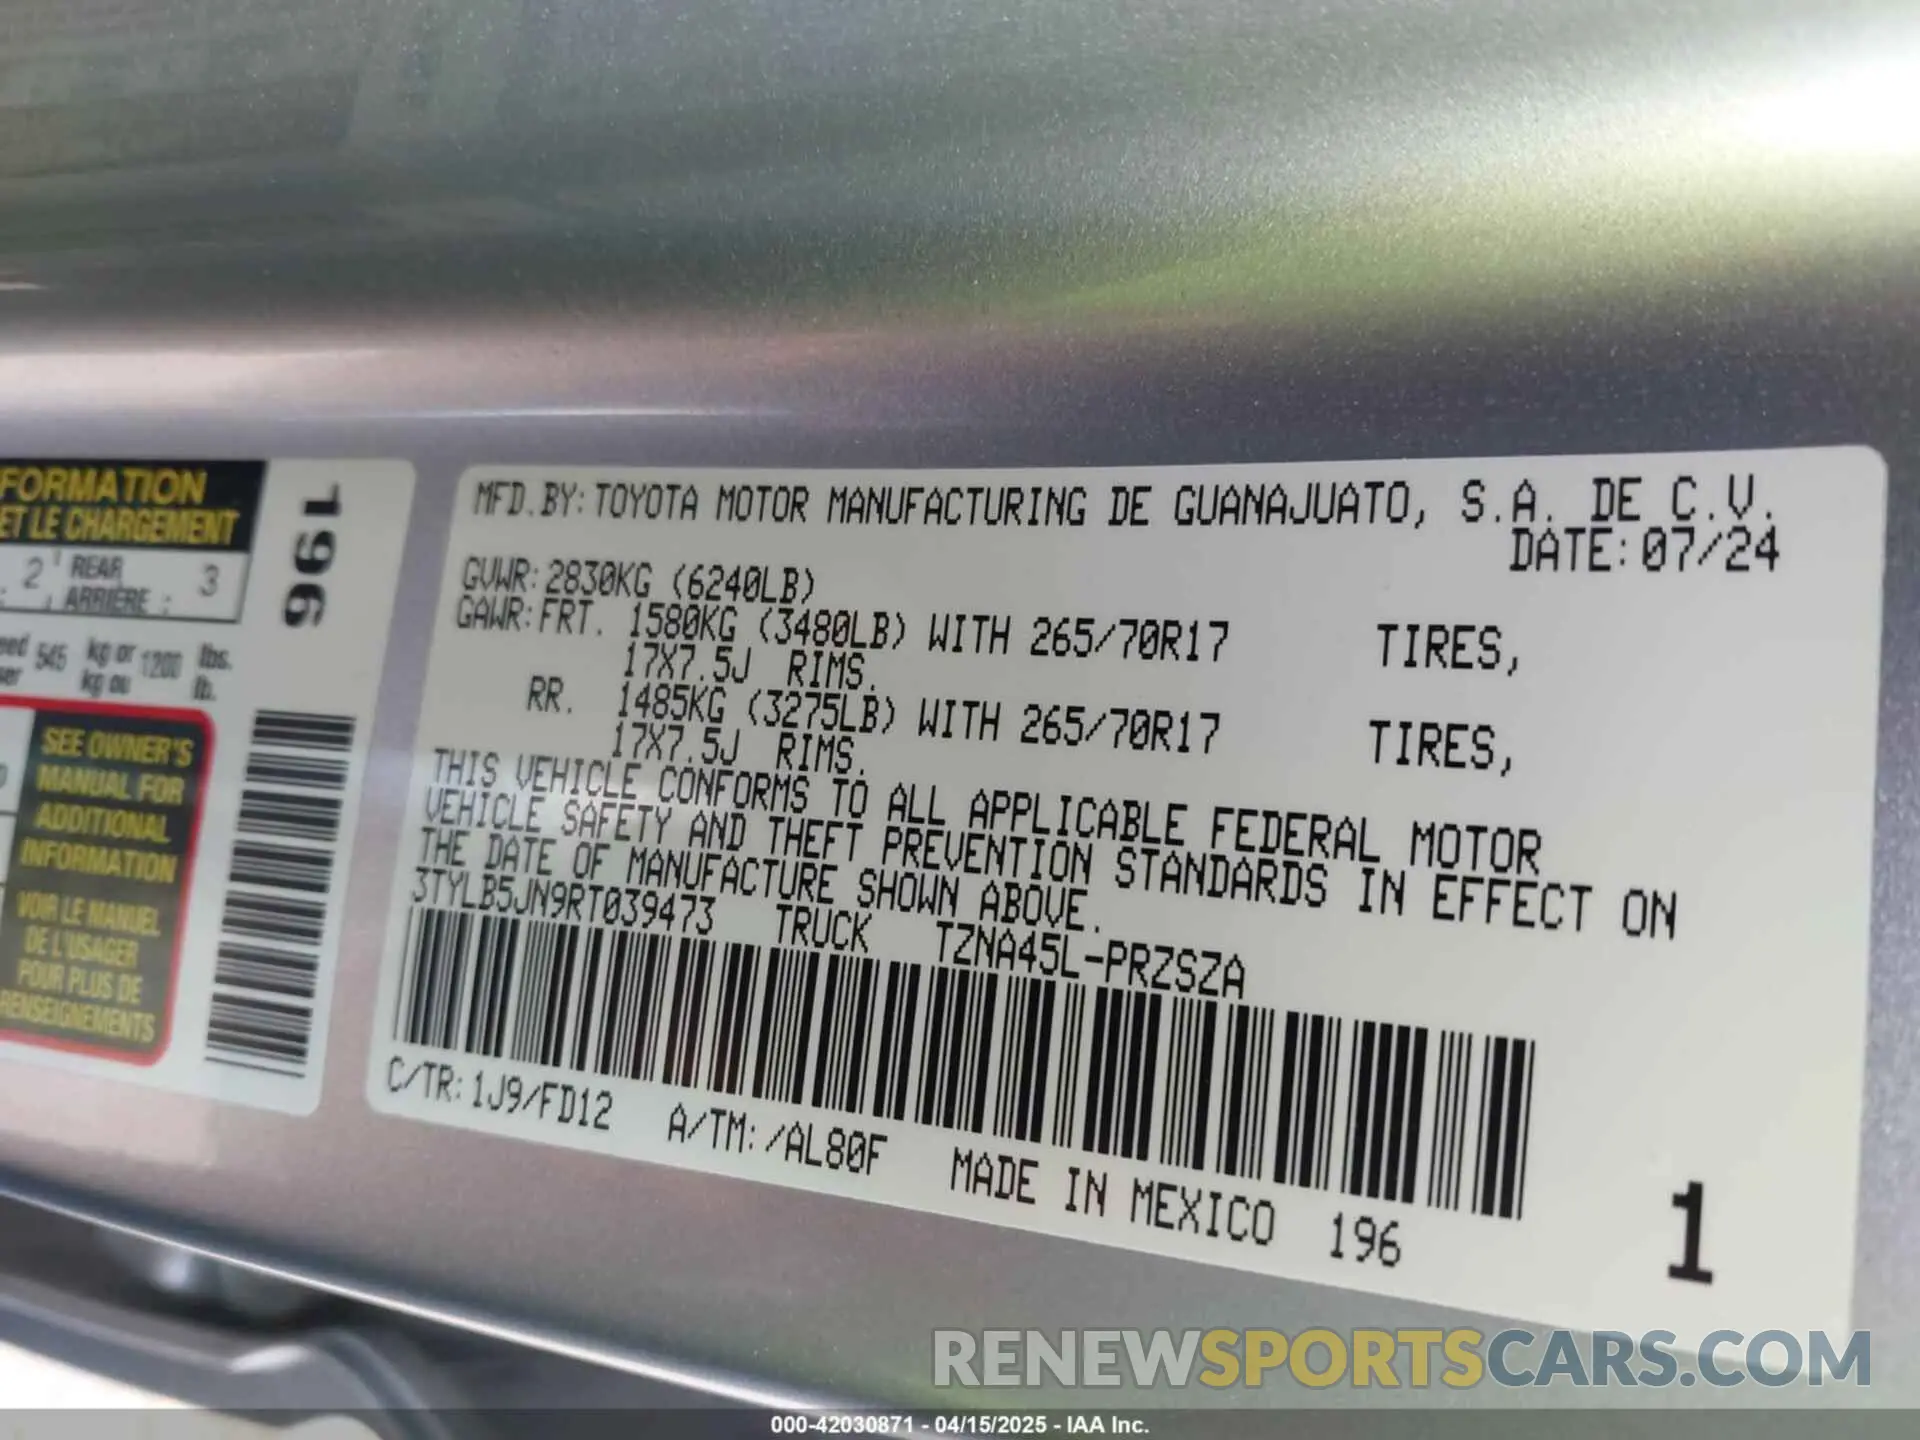 FORMATION
ET LE CHARGEMENT
2 REAR
ARRIÈRE : 3
545 kg or 1200 lbs.
kg ou lb.
SEE OWNER'S
MANUAL FOR
ADDITIONAL
INFORMATION
VOIR LE MANUEL
DE L'USAGER
POUR PLUS DE
RENSEIGNEMENTS
196
MFD.BY:TOYOTA MOTOR MANUFACTURING DE GUANAJUATO, S.A. DE C.V.
DATE:07/24
GVWR:2830KG (6240LB)
GAWR:FRT. 1580KG (3480LB) WITH 265/70R17 TIRES,
17X7.5J RIMS.
RR. 1485KG (3275LB) WITH 265/70R17 TIRES,
17X7.5J RIMS.
THIS VEHICLE CONFORMS TO ALL APPLICABLE FEDERAL MOTOR
VEHICLE SAFETY AND THEFT PREVENTION STANDARDS IN EFFECT ON
THE DATE OF MANUFACTURE SHOWN ABOVE.
3TYLB5JN9RT039473 TRUCK TZNA45L-PRZSZA
C/TR:1J9/FD12 A/TM:/AL80F MADE IN MEXICO 196
1
RENEWSPORTSCARS.COM
000-42030871 - 04/15/2025 - IAA Inc.